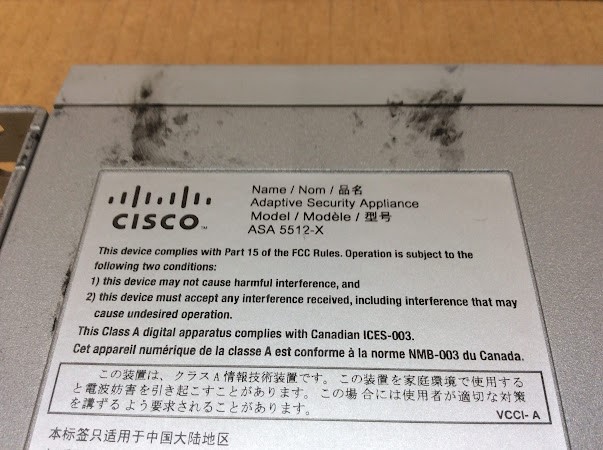 CISCO™
Name / Nom / 品名
Adaptive Security Appliance
Model / Modèle / 型号
ASA 5512-X
This device complies with Part 15 of the FCC Rules. Operation is subject to the
following two conditions:
1) this device may not cause harmful interference, and
2) this device must accept any interference received, including interference that may
cause undesired operation.
This Class A digital apparatus complies with Canadian ICES-003.
Cet appareil numérique de la classe A est conforme à la norme NMB-003 du Canada.
この装置は、クラスA情報技術装置です。この装置を家庭環境で使用する
と電波妨害を引き起こすことがあります。この場合には使用者が適切な対策
を講ずるよう要求されることがあります。
VCCI- A
本标签只适用于中国大陆地区